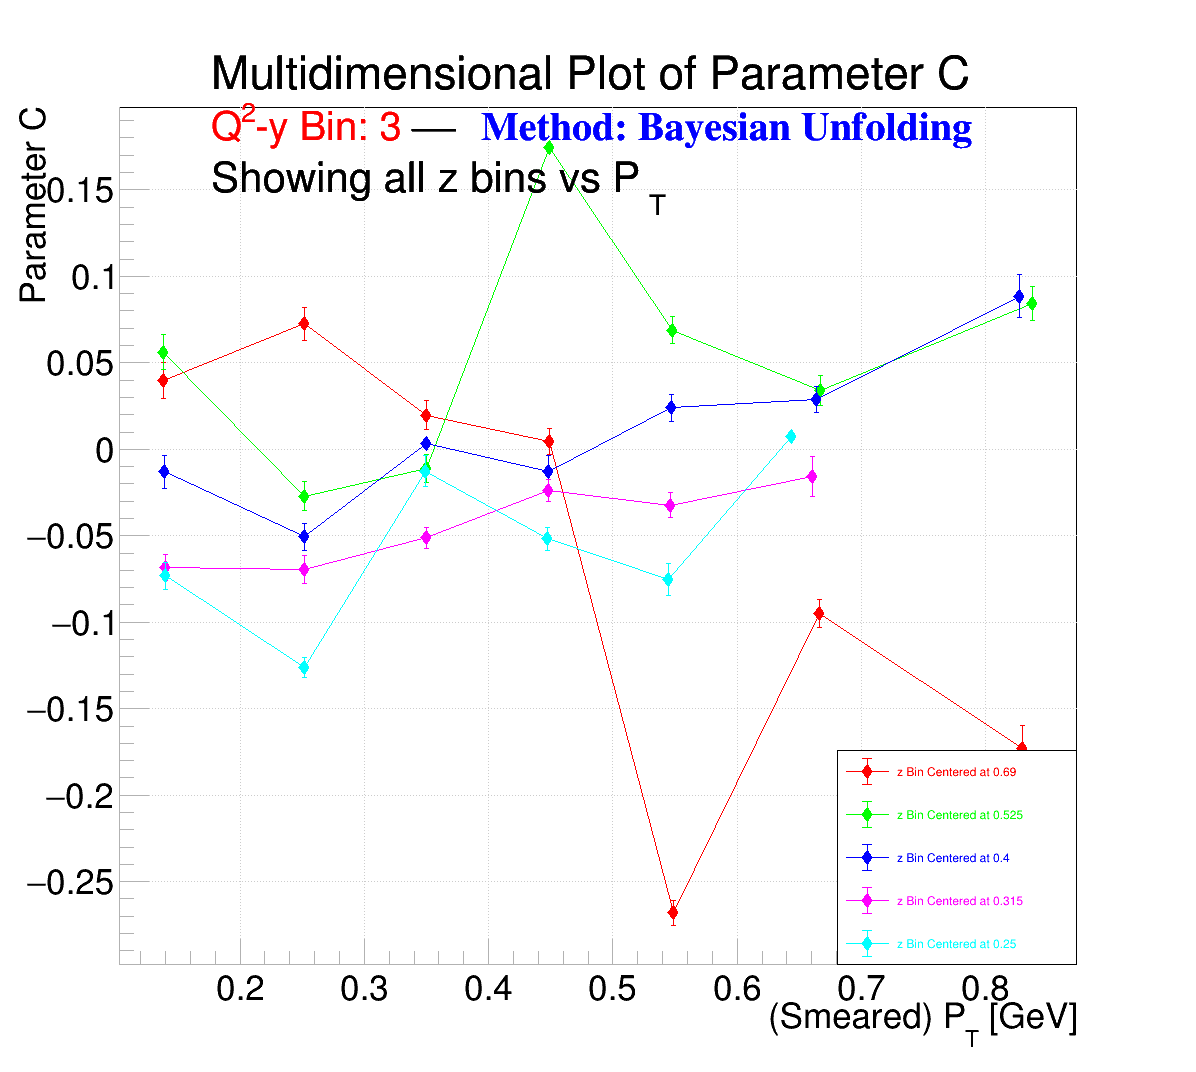 Multidimensional Plot of Parameter C
Q²-y Bin: 3 — Method: Bayesian Unfolding
Showing all z bins vs P_T
Parameter C
0.15
0.1
0.05
0
−0.05
−0.1
−0.15
−0.2
−0.25
z Bin Centered at 0.69
z Bin Centered at 0.525
z Bin Centered at 0.4
z Bin Centered at 0.315
z Bin Centered at 0.25
0.2 0.3 0.4 0.5 0.6 0.7 0.8
(Smeared) P_T [GeV]